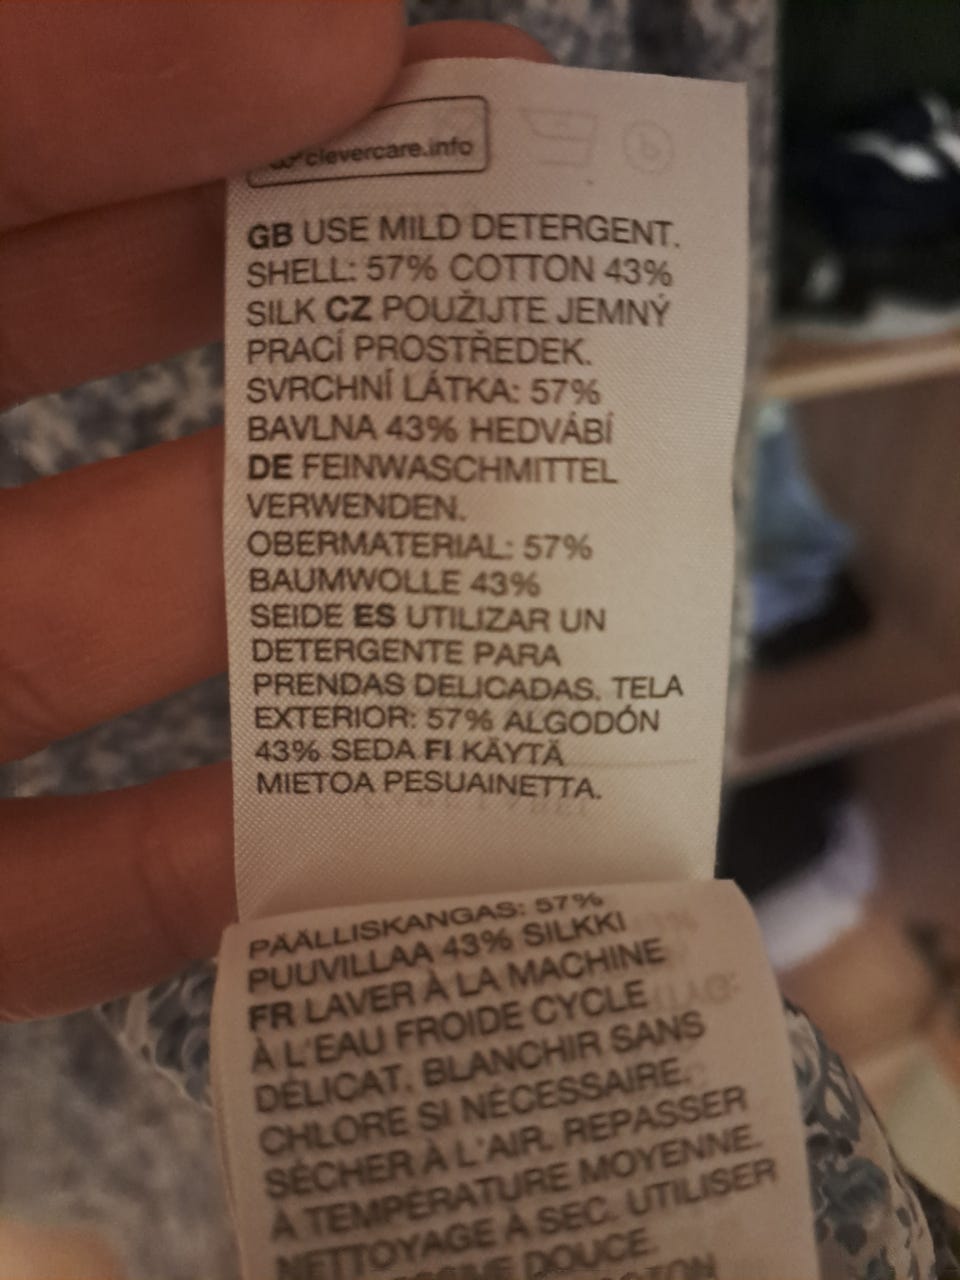 clevercare.info
GB USE MILD DETERGENT.
SHELL: 57% COTTON 43%
SILK CZ POUŽIJTE JEMNÝ
PRACÍ PROSTŘEDEK.
SVRCHNÍ LÁTKA: 57%
BAVLNA 43% HEDVÁBÍ
DE FEINWASCHMITTEL
VERWENDEN.
OBERMATERIAL: 57%
BAUMWOLLE 43%
SEIDE ES UTILIZAR UN
DETERGENTE PARA
PRENDAS DELICADAS. TELA
EXTERIOR: 57% ALGODÓN
43% SEDA FI KÄYTÄ
MIETOA PESUAINETTA.
PÄÄLLISKANGAS: 57%
PUUVILLAA 43% SILKKI
FR LAVER À LA MACHINE
À L'EAU FROIDE CYCLE
DÉLICAT. BLANCHIR SANS
CHLORE SI NÉCESSAIRE.
SÉCHER À L'AIR. REPASSER
À TEMPÉRATURE MOYENNE.
NETTOYAGE À SEC. UTILISER
DOUCE.